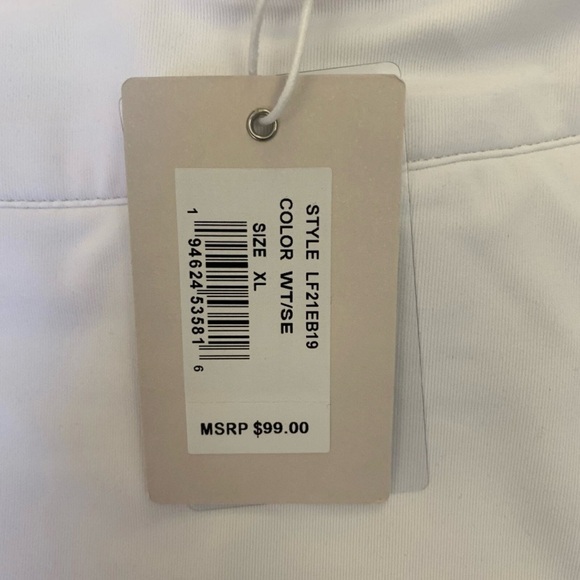 STYLE LF21EB19
COLOR WT/SE
SIZE XL
1 94624 53581 6
MSRP $99.00